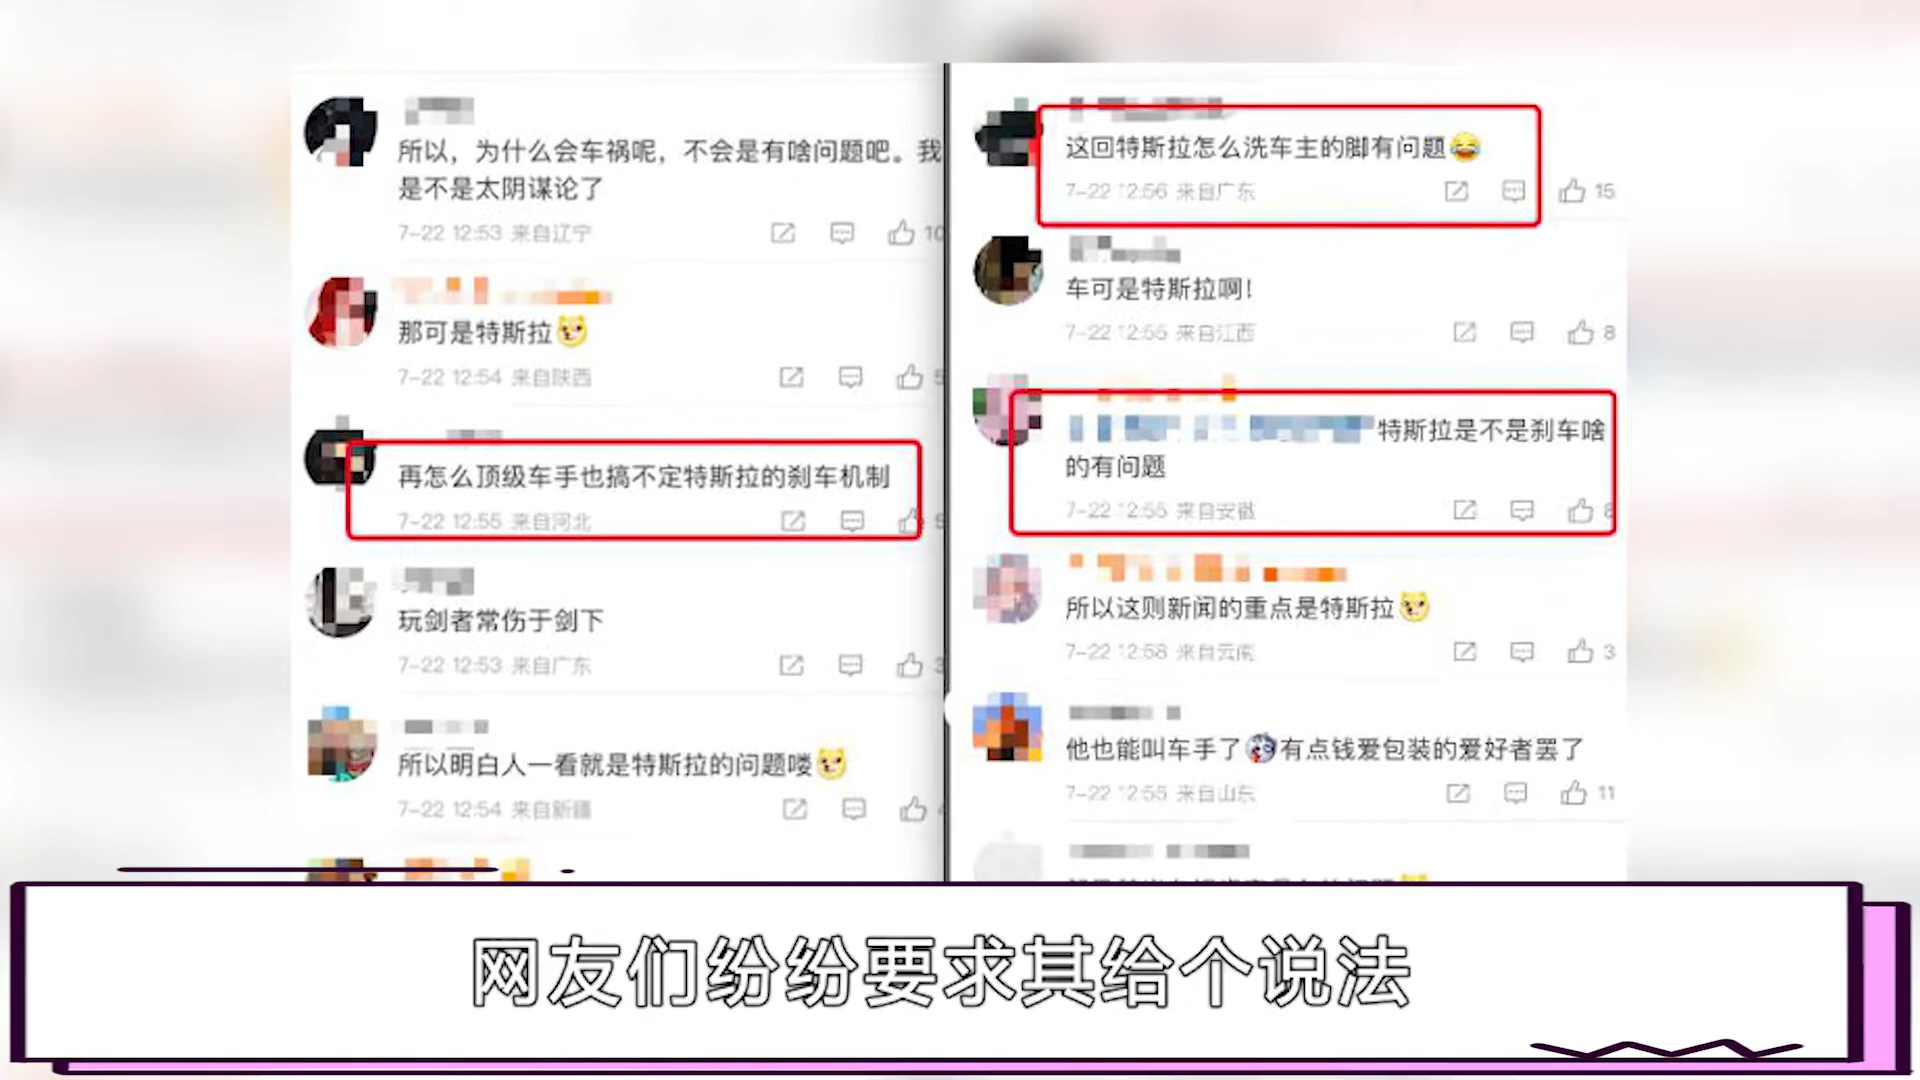 所以，为什么会车祸呢，不会是有啥问题吧。我
是不是太阴谋论了
7-22 12:53 来自辽宁
10
那可是特斯拉
7-22 12:54 来自陕西
5
再怎么顶级车手也搞不定特斯拉的刹车机制
7-22 12:55 来自河北
5
玩剑者常伤于剑下
7-22 12:53 来自广东
3
所以明白人一看就是特斯拉的问题喽
7-22 12:54 来自新疆
这回特斯拉怎么洗车主的脚有问题
7-22 12:56 来自广东
15
车可是特斯拉啊！
7-22 12:55 来自江西
8
特斯拉是不是刹车啥
的有问题
7-22 12:55 来自安徽
8
所以这则新闻的重点是特斯拉
7-22 12:58 来自云南
3
他也能叫车手了有点钱爱包装的爱好者罢了
7-22 12:55 来自山东
11
网友们纷纷要求其给个说法